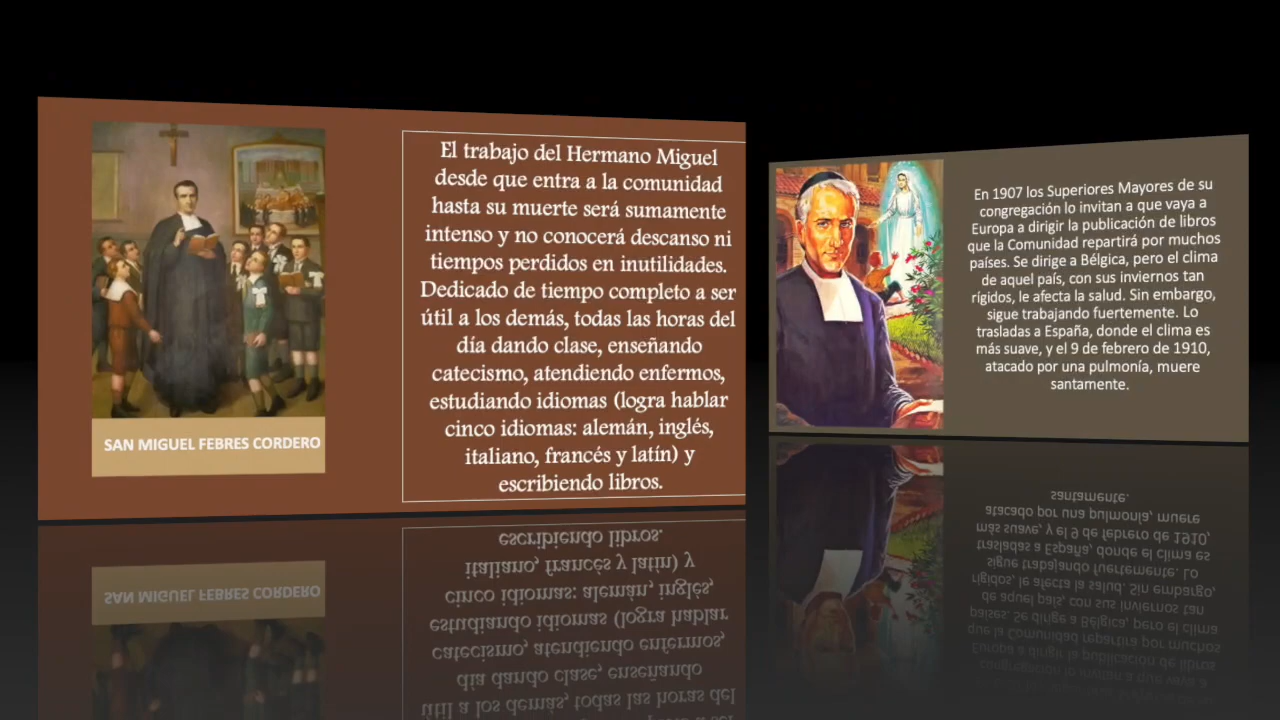 SAN MIGUEL FEBRES CORDERO
El trabajo del Hermano Miguel
desde que entra a la comunidad
hasta su muerte será sumamente
intenso y no conocerá descanso ni
tiempos perdidos en inutilidades.
Dedicado de tiempo completo a ser
útil a los demás, todas las horas del
día dando clase, enseñando
catecismo, atendiendo enfermos,
estudiando idiomas (logra hablar
cinco idiomas: alemán, inglés,
italiano, francés y latín) y
escribiendo libros.
En 1907 los Superiores Mayores de su
congregación lo invitan a que vaya a
Europa a dirigir la publicación de libros
que la Comunidad repartirá por muchos
países. Se dirige a Bélgica, pero el clima
de aquel país, con sus inviernos tan
rígidos, le afecta la salud. Sin embargo,
sigue trabajando fuertemente. Lo
trasladas a España, donde el clima es
más suave, y el 9 de febrero de 1910,
atacado por una pulmonía, muere
santamente.